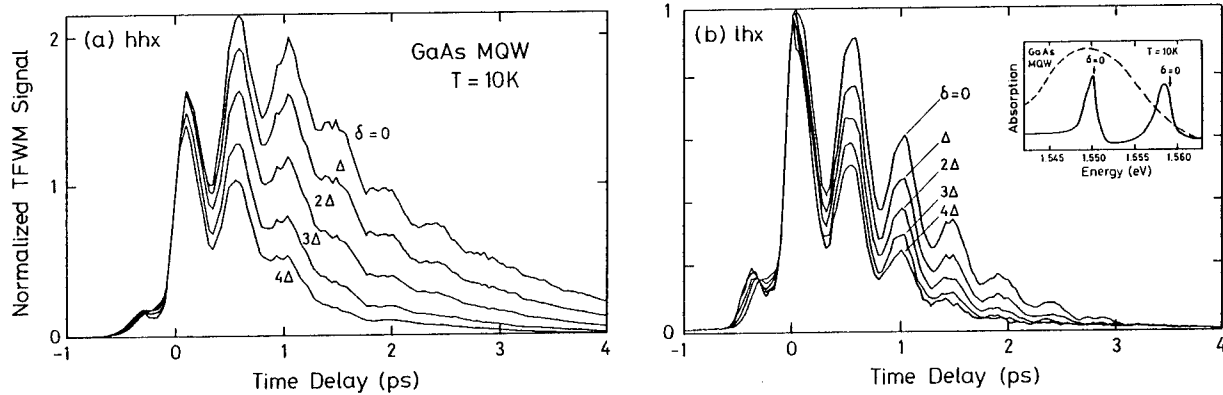 (a) hhx
GaAs MQW
T = 10K
δ = 0
Δ
2Δ
3Δ
4Δ
2
1
0
-1
0
1
2
3
4
Normalized TFWM Signal
Time Delay (ps)
(b) lhx
δ=0
Δ
2Δ
3Δ
4Δ
1
0
-1
0
1
2
3
4
Time Delay (ps)
GaAs MQW
T = 10K
δ=0
δ=0
Absorption
1.545
1.550
1.555
1.560
Energy (eV)